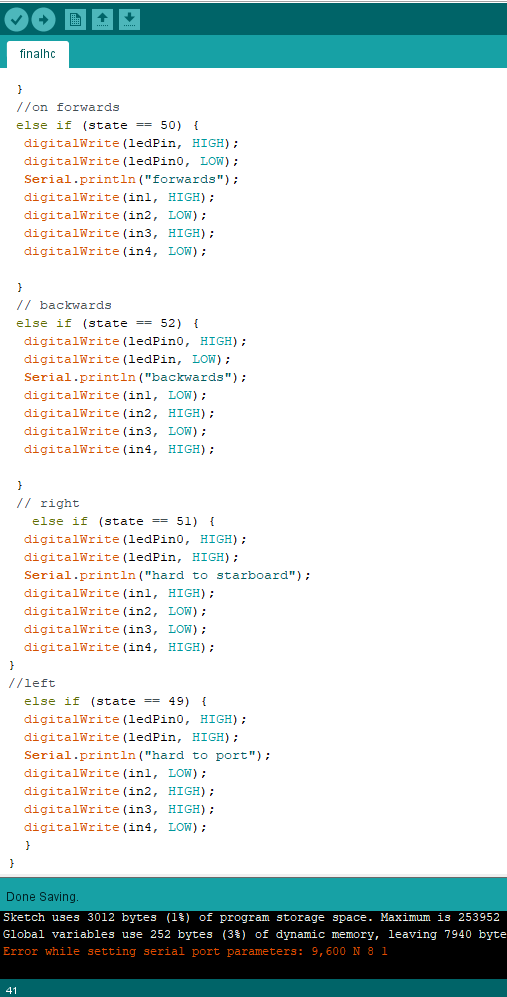 finalhc
}
//on forwards
else if (state == 50) {
digitalWrite(ledPin, HIGH);
digitalWrite(ledPin0, LOW);
Serial.println("forwards");
digitalWrite(in1, HIGH);
digitalWrite(in2, LOW);
digitalWrite(in3, HIGH);
digitalWrite(in4, LOW);
}
// backwards
else if (state == 52) {
digitalWrite(ledPin0, HIGH);
digitalWrite(ledPin, LOW);
Serial.println("backwards");
digitalWrite(in1, LOW);
digitalWrite(in2, HIGH);
digitalWrite(in3, LOW);
digitalWrite(in4, HIGH);
}
// right
else if (state == 51) {
digitalWrite(ledPin0, HIGH);
digitalWrite(ledPin, HIGH);
Serial.println("hard to starboard");
digitalWrite(in1, HIGH);
digitalWrite(in2, LOW);
digitalWrite(in3, LOW);
digitalWrite(in4, HIGH);
}
//left
else if (state == 49) {
digitalWrite(ledPin0, HIGH);
digitalWrite(ledPin, HIGH);
Serial.println("hard to port");
digitalWrite(in1, LOW);
digitalWrite(in2, HIGH);
digitalWrite(in3, HIGH);
digitalWrite(in4, LOW);
}
}
Done Saving.
Sketch uses 3012 bytes (1%) of program storage space. Maximum is 253952
Global variables use 252 bytes (3%) of dynamic memory, leaving 7940 byte
Error while setting serial port parameters: 9,600 N 8 1
41